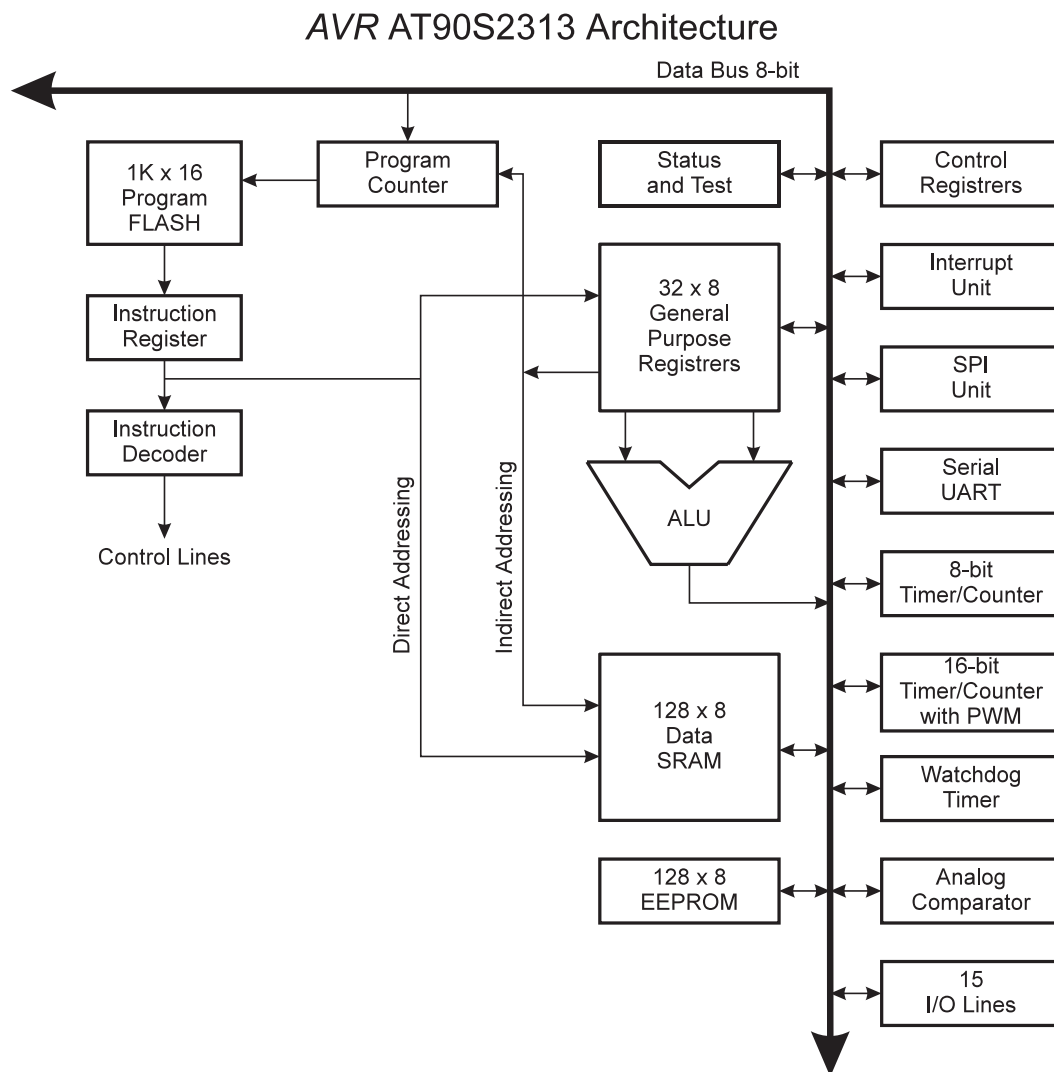 AVR AT90S2313 Architecture
Data Bus 8-bit
1K x 16
Program
FLASH
Program
Counter
Status
and Test
Control
Registrers
Instruction
Register
32 x 8
General
Purpose
Registrers
Interrupt
Unit
SPI
Unit
Instruction
Decoder
Control Lines
Direct Addressing
Indirect Addressing
ALU
Serial
UART
8-bit
Timer/Counter
128 x 8
Data
SRAM
16-bit
Timer/Counter
with PWM
Watchdog
Timer
128 x 8
EEPROM
Analog
Comparator
15
I/O Lines